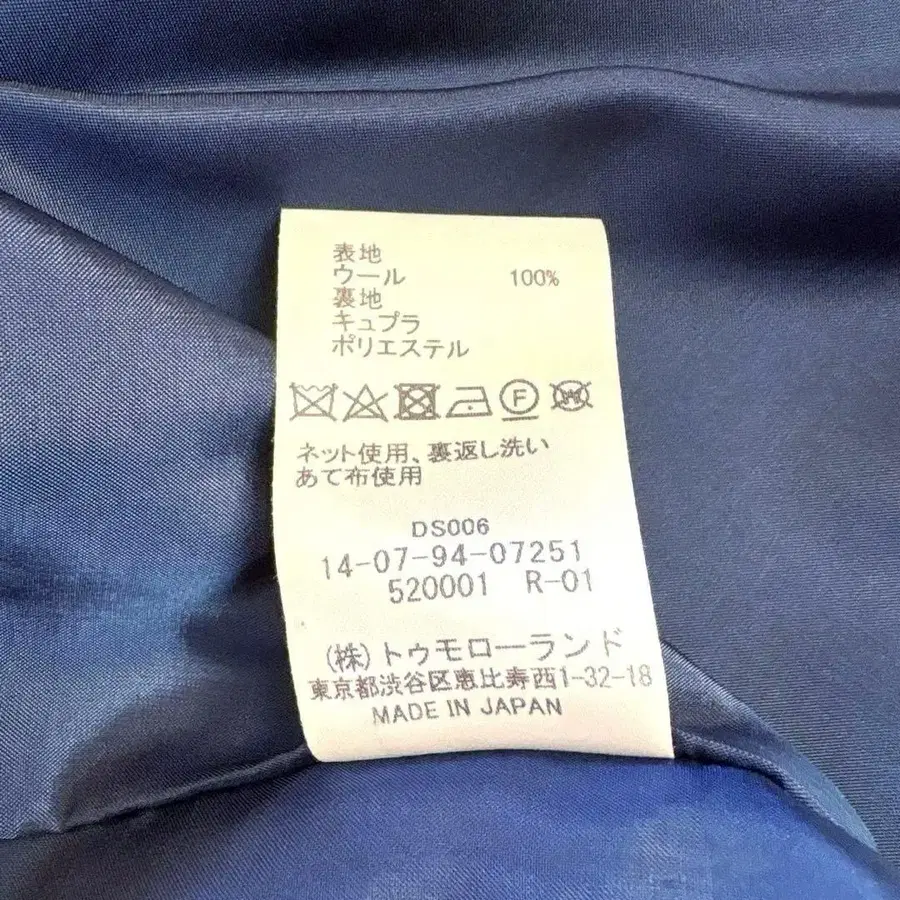 表地
ウール 100%
裏地
キュプラ
ポリエステル
F
W
ネット使用、裏返し洗い
あて布使用
DS006
14-07-94-07251
520001 R-01
(株)トゥモローランド
東京都渋谷区恵比寿西1-32-18
MADE IN JAPAN